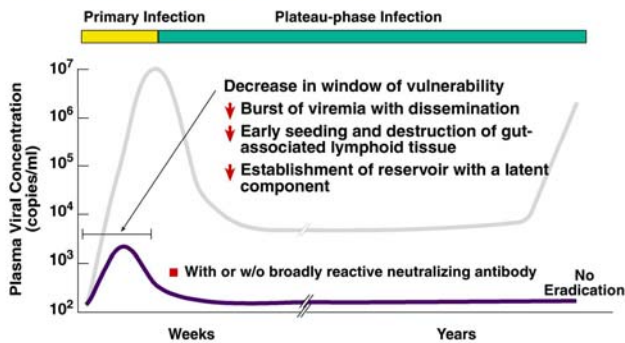 Primary Infection
Plateau-phase Infection
Plasma Viral Concentration
(copies/ml)
10⁷
10⁶
10⁵
10⁴
10³
10²
Decrease in window of vulnerability
Burst of viremia with dissemination
Early seeding and destruction of gut-
associated lymphoid tissue
Establishment of reservoir with a latent
component
With or w/o broadly reactive neutralizing antibody
No
Eradication
Weeks
Years